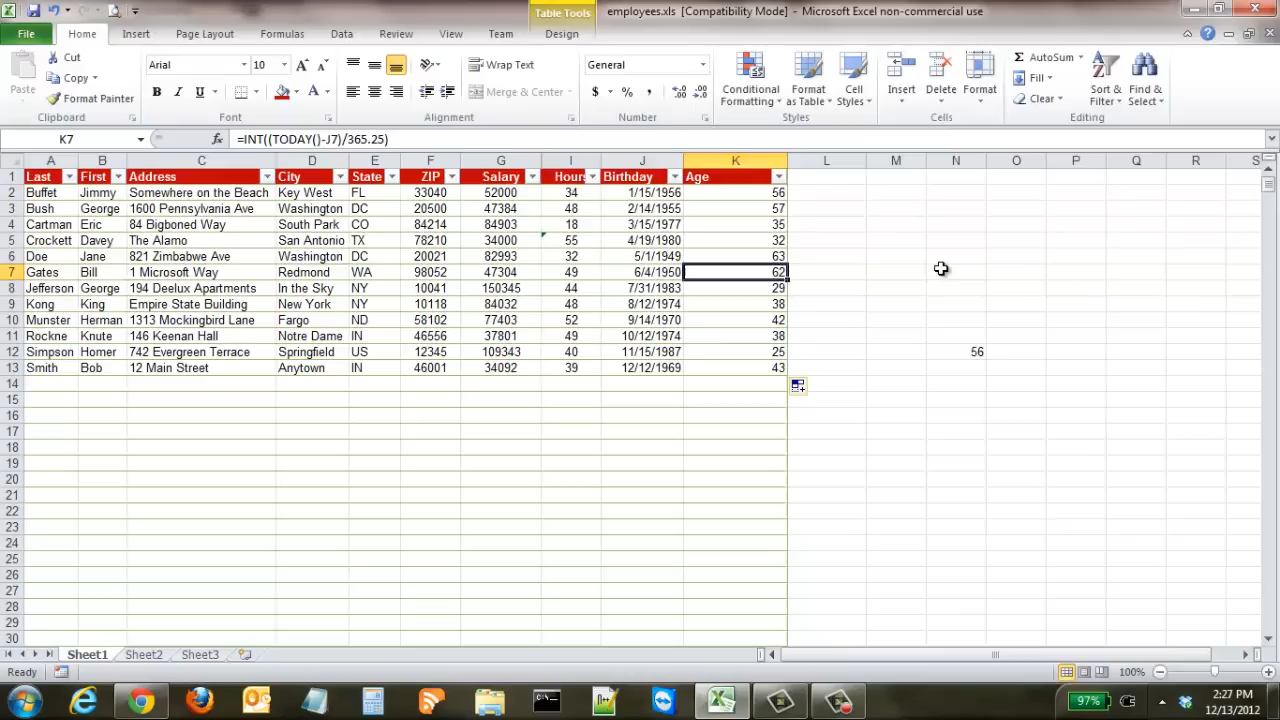 employees.xls [Compatibility Mode] - Microsoft Excel non-commercial use
Table Tools
File Home Insert Page Layout Formulas Data Review View Team Design
Paste Cut Copy Format Painter Clipboard
Arial 10 B I U A A A Font
Wrap Text Merge & Center Alignment
General $ % , Number
Conditional Formatting Format as Table Cell Styles Styles
Insert Delete Format Cells
Σ AutoSum Fill Clear Sort & Filter Find & Select Editing
K7 fx =INT((TODAY()-J7)/365.25)
A B C D E F G I J K L M N O P Q R S
1 Last First Address City State ZIP Salary Hours Birthday Age
2 Buffet Jimmy Somewhere on the Beach Key West FL 33040 52000 34 1/15/1956 56
3 Bush George 1600 Pennsylvania Ave Washington DC 20500 47384 48 2/14/1955 57
4 Cartman Eric 84 Bigboned Way South Park CO 84214 84903 18 3/15/1977 35
5 Crockett Davey The Alamo San Antonio TX 78210 34000 55 4/19/1980 32
6 Doe Jane 821 Zimbabwe Ave Washington DC 20021 82993 32 5/1/1949 63
7 Gates Bill 1 Microsoft Way Redmond WA 98052 47304 49 6/4/1950 62
8 Jefferson George 194 Deelux Apartments In the Sky NY 10041 150345 44 7/31/1983 29
9 Kong King Empire State Building New York NY 10118 84032 48 8/12/1974 38
10 Munster Herman 1313 Mockingbird Lane Fargo ND 58102 77403 52 9/14/1970 42
11 Rockne Knute 146 Keenan Hall Notre Dame IN 46556 37801 49 10/12/1974 38
12 Simpson Homer 742 Evergreen Terrace Springfield US 12345 109343 40 11/15/1987 25 56
13 Smith Bob 12 Main Street Anytown IN 46001 34092 39 12/12/1969 43
14
15
16
17
18
19
20
21
22
23
24
25
26
27
28
29
30
Sheet1 Sheet2 Sheet3
Ready 100%
97% 2:27 PM
12/13/2012